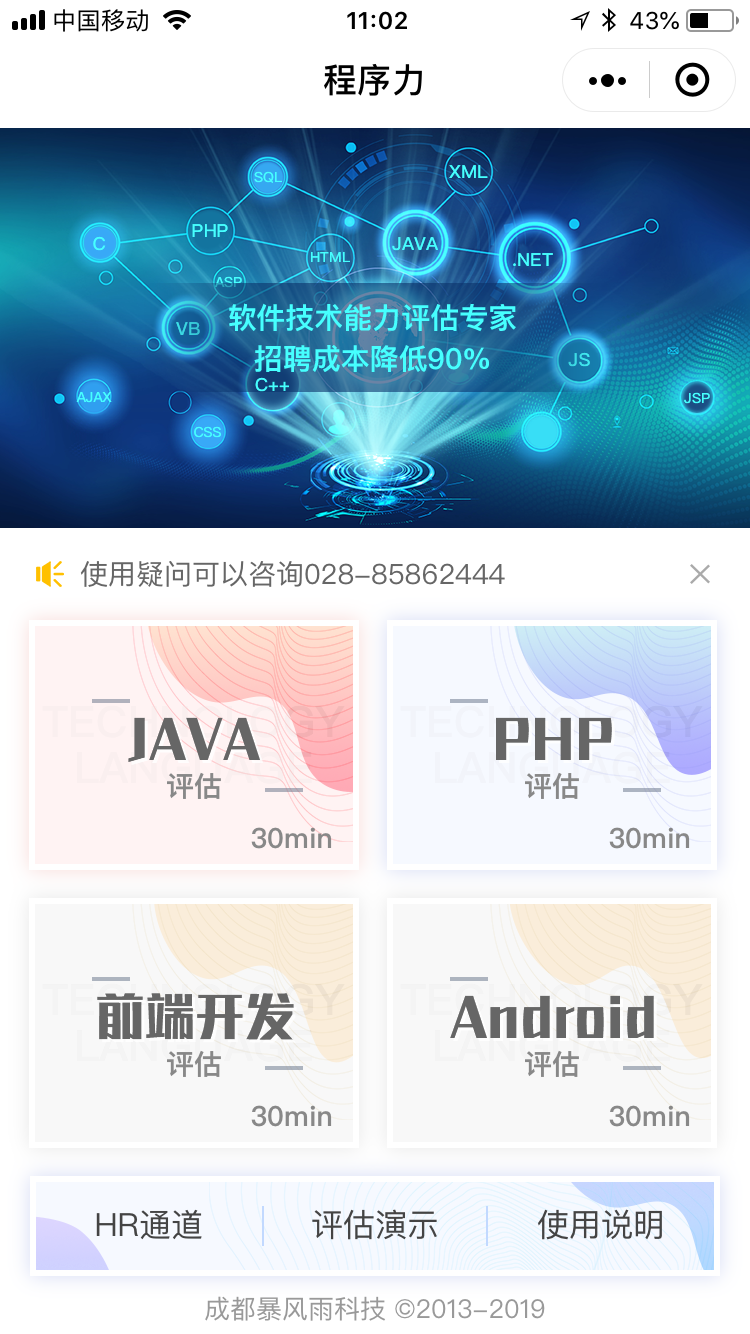 中国移动 11:02 43%
程序力
SQL
XML
PHP
C
JAVA
HTML
.NET
ASP
VB
软件技术能力评估专家
招聘成本降低90%
JS
C++
AJAX
JSP
CSS
使用疑问可以咨询028-85862444
TECHNOLOGY
LANGUAGE
JAVA
评估
30min
TECHNOLOGY
LANGUAGE
PHP
评估
30min
TECHNOLOGY
LANGUAGE
前端开发
评估
30min
TECHNOLOGY
LANGUAGE
Android
评估
30min
HR通道 评估演示 使用说明
成都暴风雨科技 ©2013-2019